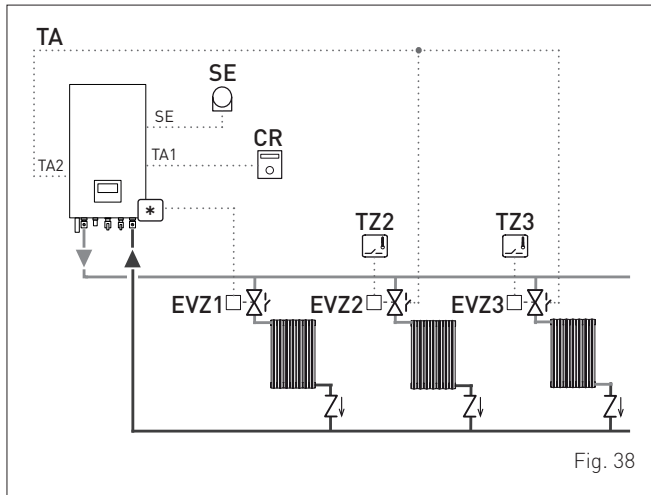 TA
SE
SE
CR
TA1
TA2
*
TZ2
TZ3
EVZ1
EVZ2
EVZ3
Fig. 38